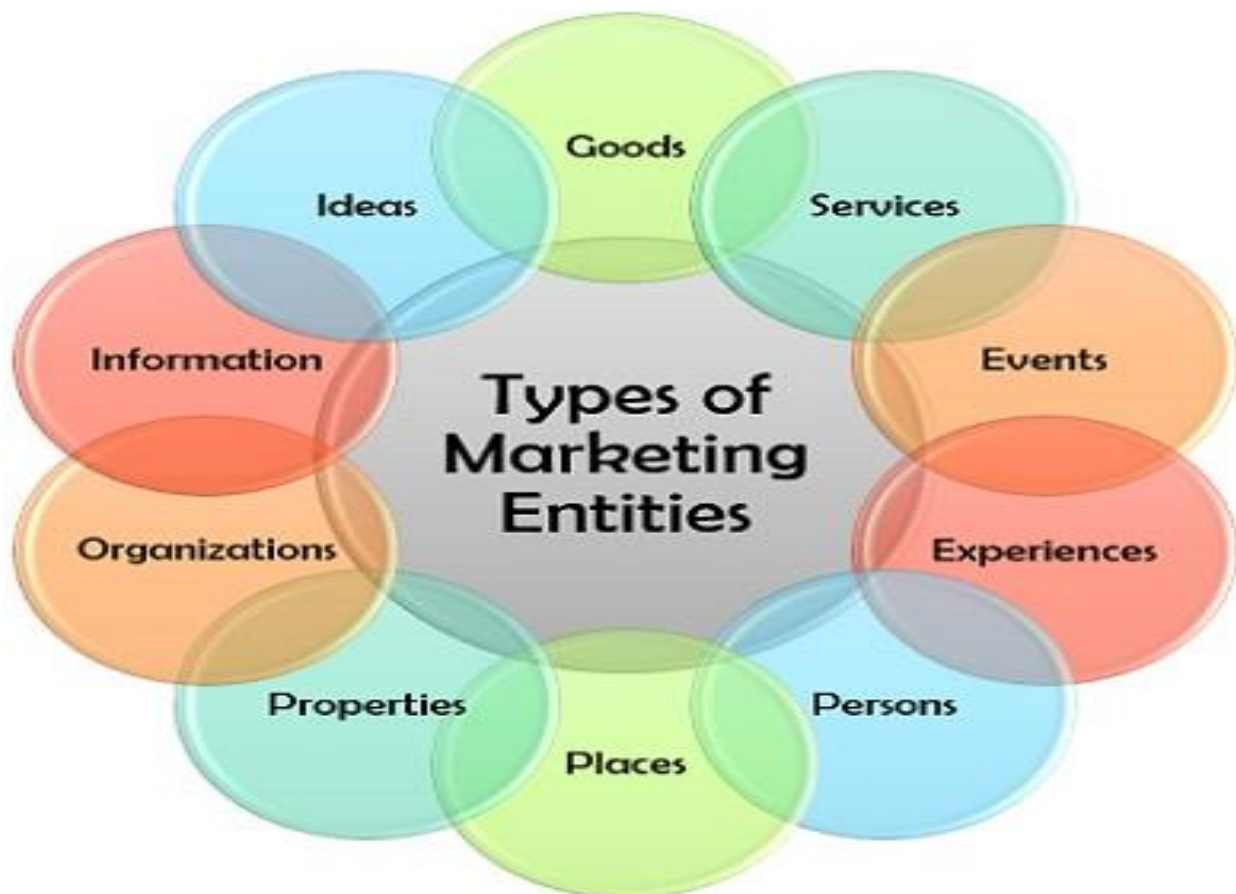 Types of
Marketing
Entities
Goods
Services
Events
Experiences
Persons
Places
Properties
Organizations
Information
Ideas